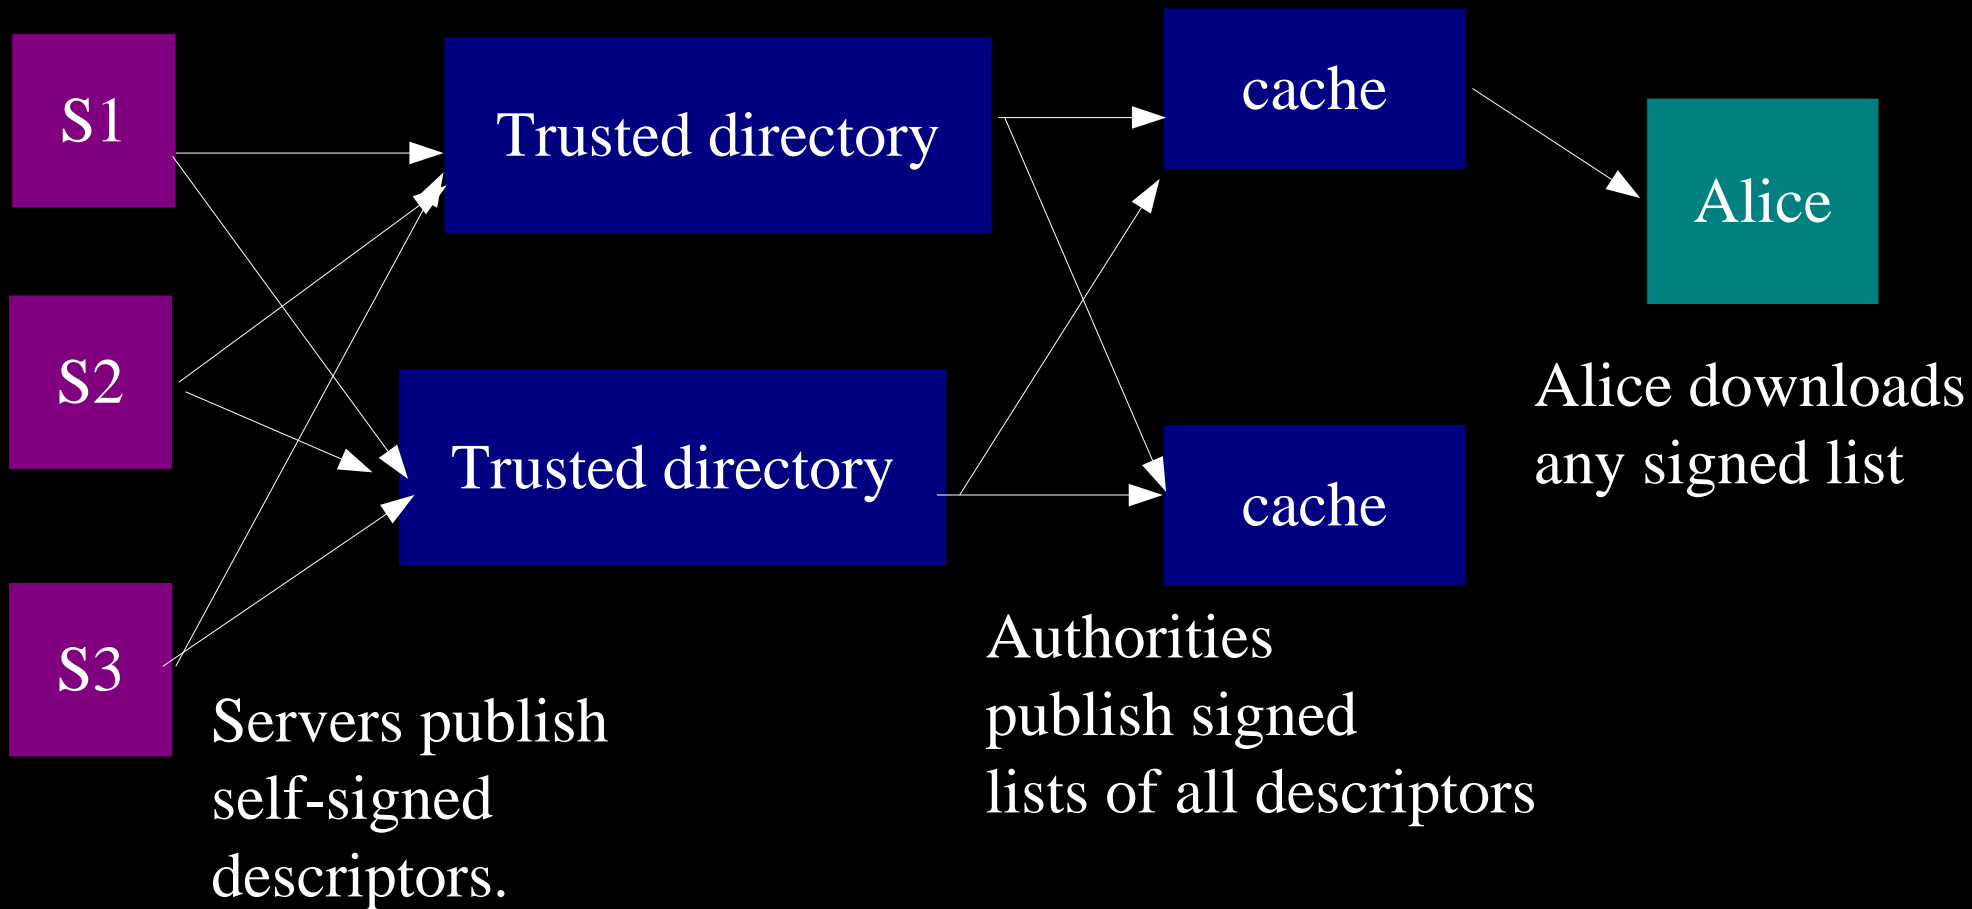 S1
Trusted directory
cache
Alice
S2
Trusted directory
cache
Alice downloads
any signed list
S3
Servers publish
self-signed
descriptors.
Authorities
publish signed
lists of all descriptors